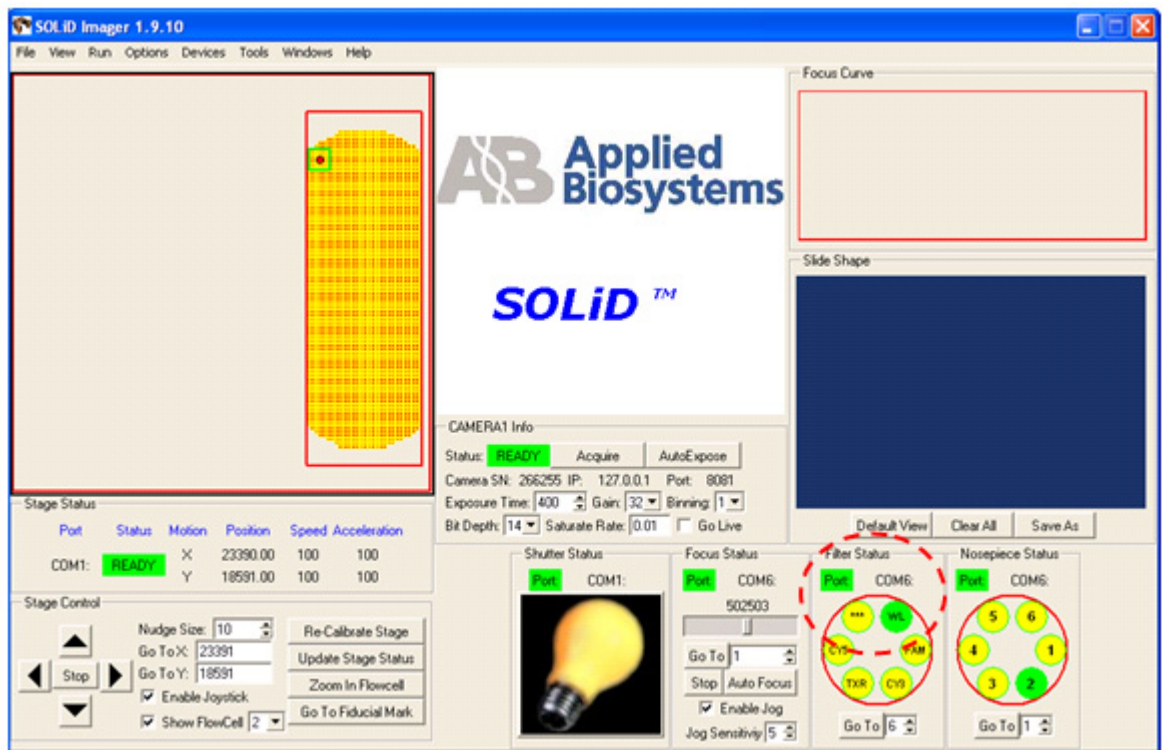 SOLiD Imager 1.9.10
File View Run Options Devices Tools Windows Help
Applied
Biosystems
SOLiD ™
Focus Curve
Slide Shape
Default View Clear All Save As
CAMERA1 Info
Status: READY Acquire AutoExpose
Camera SN: 266255 IP: 127.0.0.1 Port: 8081
Exposure Time: 400 Gain: 32 Binning: 1
Bit Depth: 14 Saturate Rate: 0.01 Go Live
Stage Status
Port Status Motion Position Speed Acceleration
COM1: READY X 23390.00 100 100
Y 18591.00 100 100
Stage Control
Nudge Size: 10
Go To X: 23391
Go To Y: 18591
Enable Joystick
Show FlowCell 2
Stop
Re-Calibrate Stage
Update Stage Status
Zoom In Flowcell
Go To Fiducial Mark
Shutter Status
Port COM1:
Focus Status
Port COM6:
502503
Go To 1
Stop Auto Focus
Enable Jog
Jog Sensitiviy 5
Filter Status
Port COM6:
*** WL
CY5 FAM
TXR CY3
Go To 6
Nosepiece Status
Port COM6:
5 6
4 1
3 2
Go To 1